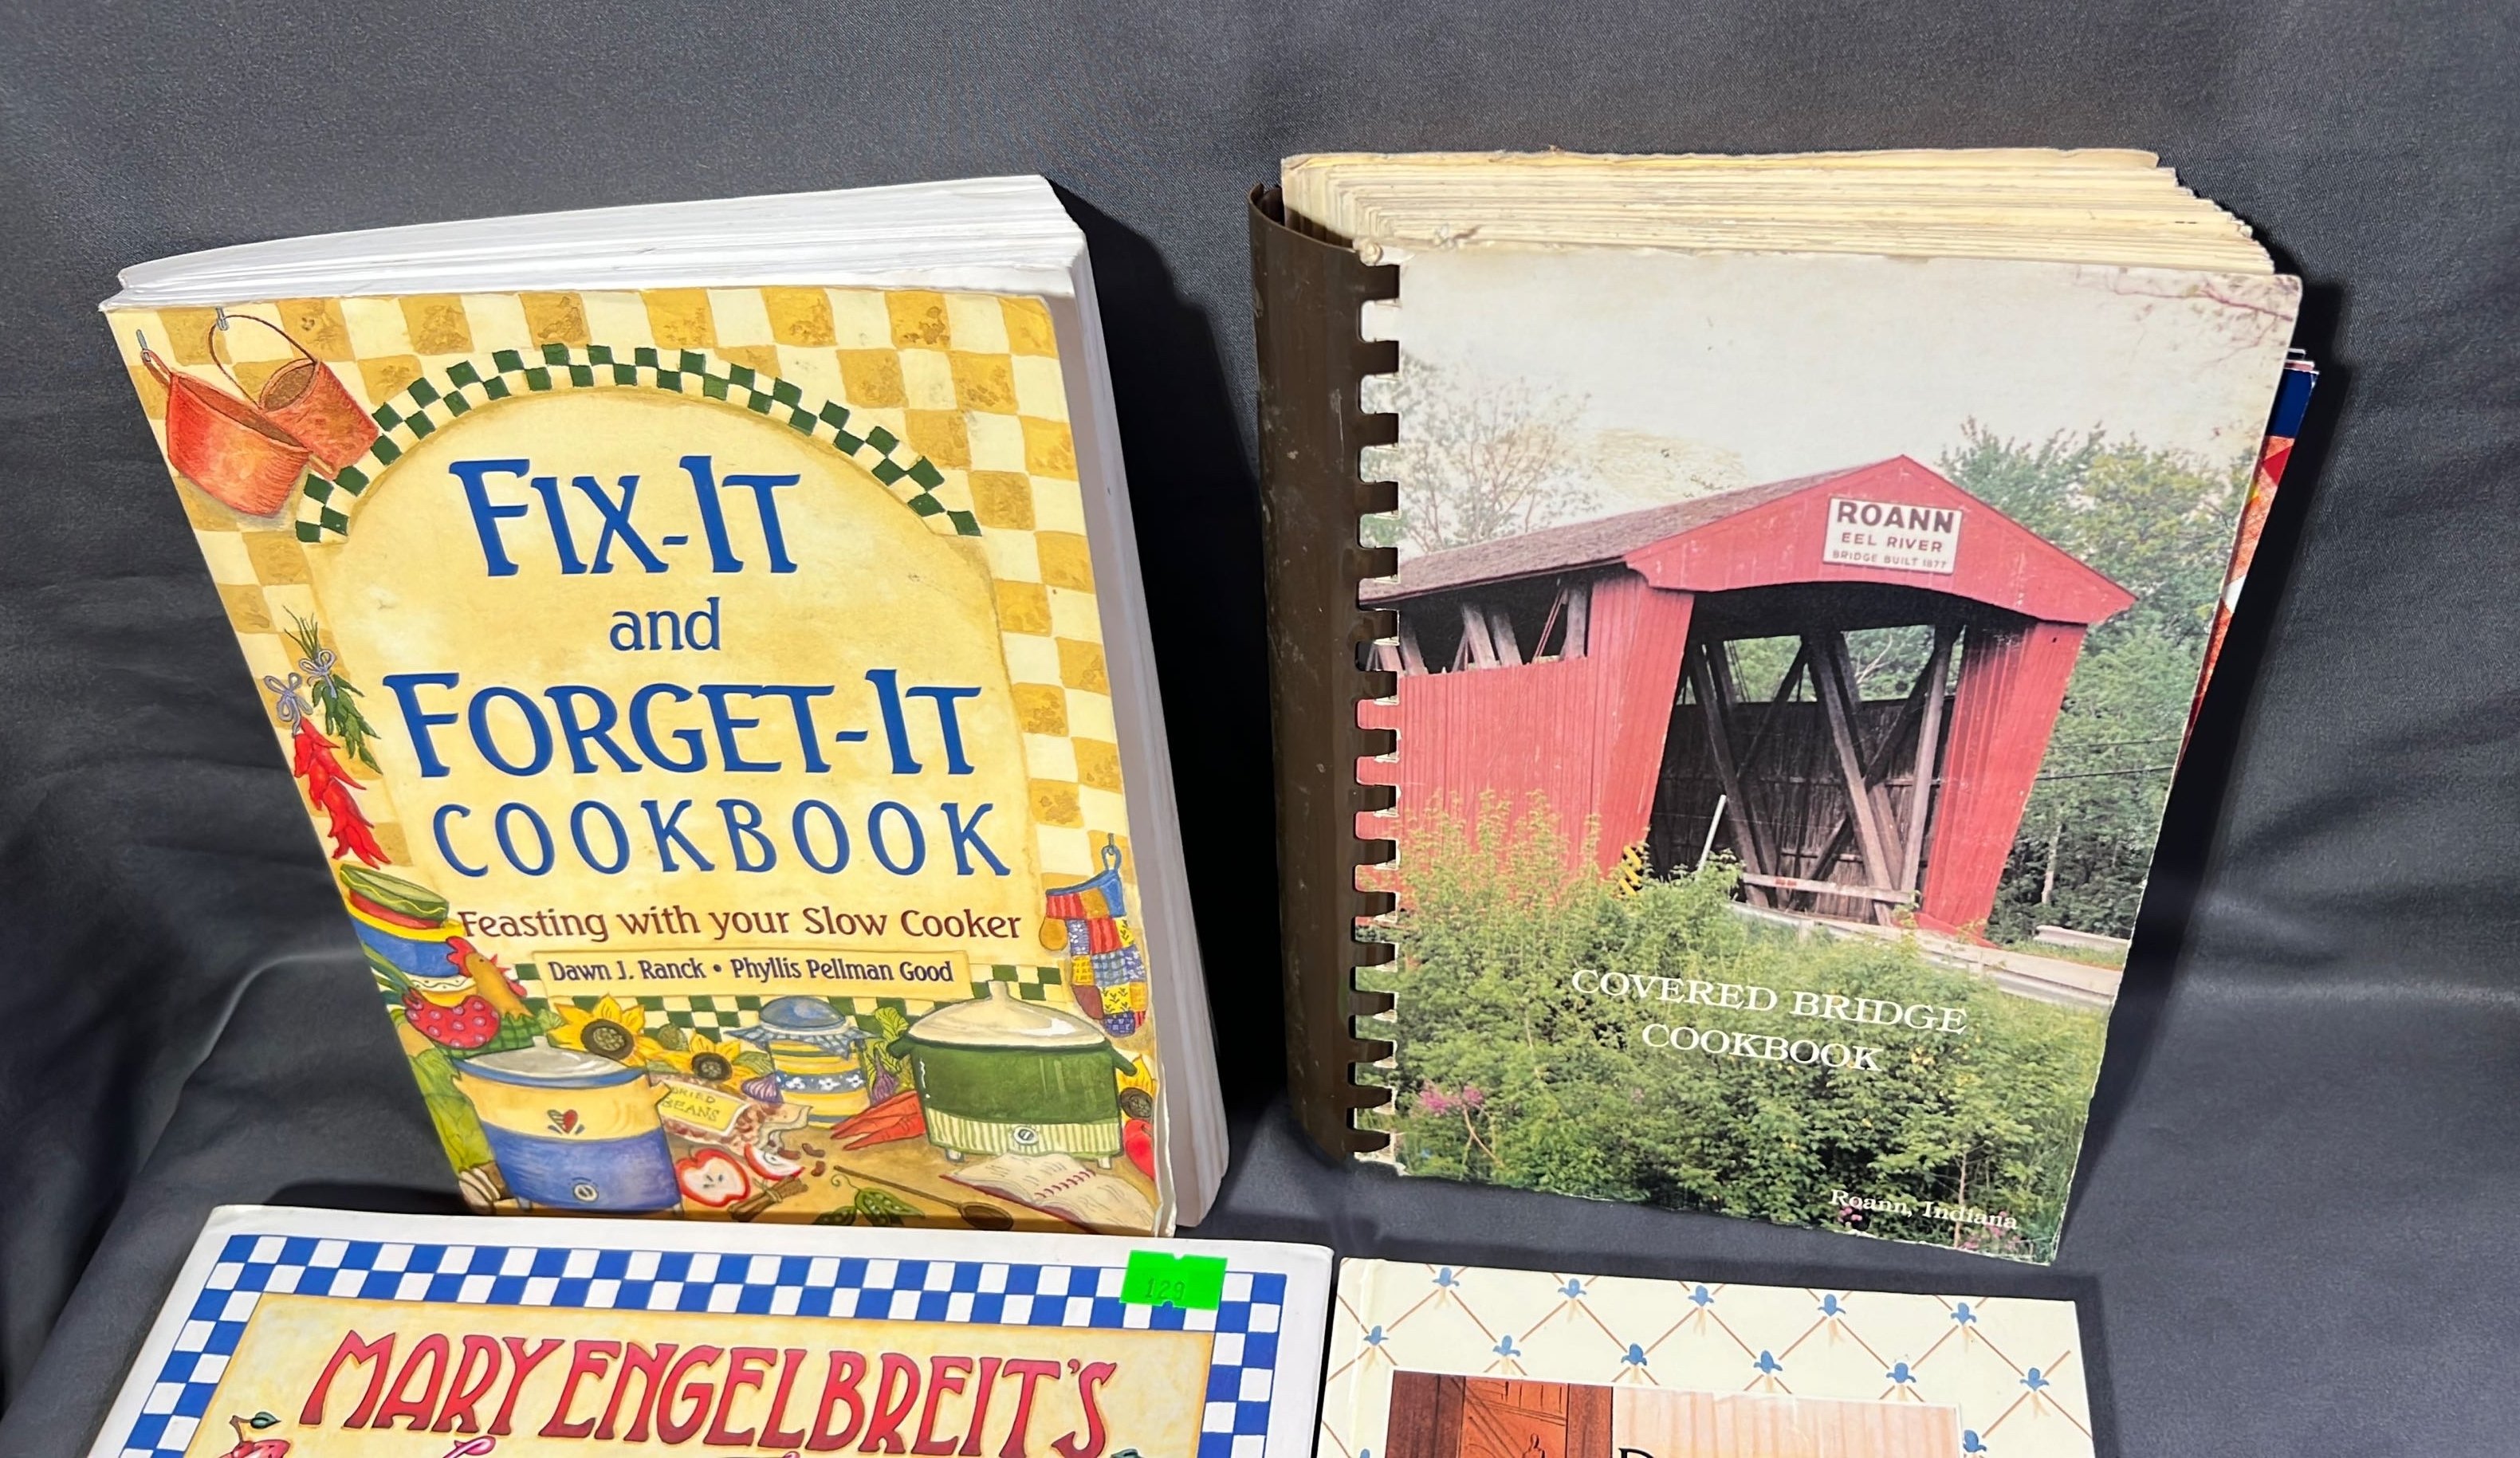 FIX-IT
and
FORGET-IT
COOKBOOK
Feasting with your Slow Cooker
Dawn J. Ranck • Phyllis Pellman Good
DRIED
BEANS
ROANN
EEL RIVER
BRIDGE BUILT 1877
COVERED BRIDGE
COOKBOOK
Roann, Indiana
129
MARY ENGELBREIT'S